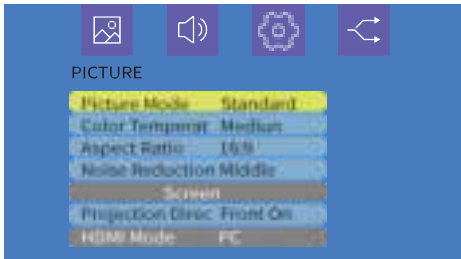 PICTURE
Picture Mode Standard
Color Temperat Medium
Aspect Ratio 16:9
Noise Reduction Middle
Screen
Projection Direc Front On
HDMI Mode PC